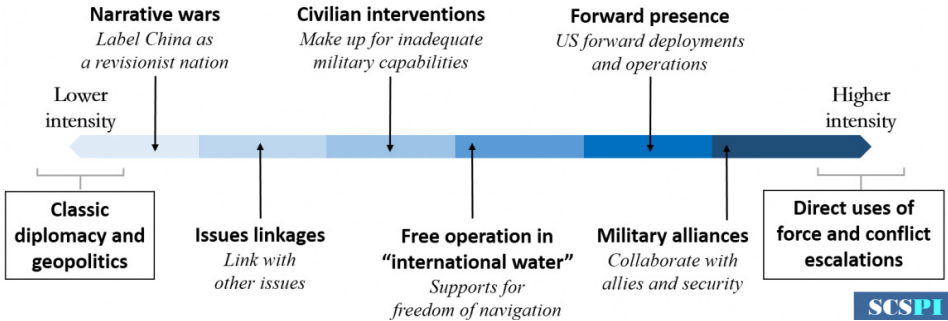 Narrative wars
Label China as
a revisionist nation
Civilian interventions
Make up for inadequate
military capabilities
Forward presence
US forward deployments
and operations
Lower
intensity
Higher
intensity
Classic
diplomacy and
geopolitics
Issues linkages
Link with
other issues
Free operation in
“international water”
Supports for
freedom of navigation
Military alliances
Collaborate with
allies and security
Direct uses of
force and conflict
escalations
SCSPI